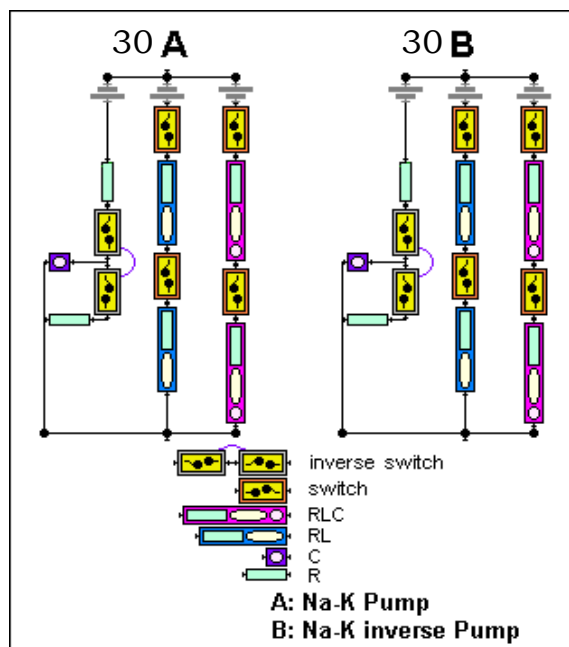 30 A
30 B
inverse switch
switch
RLC
RL
C
R
A: Na-K Pump
B: Na-K inverse Pump